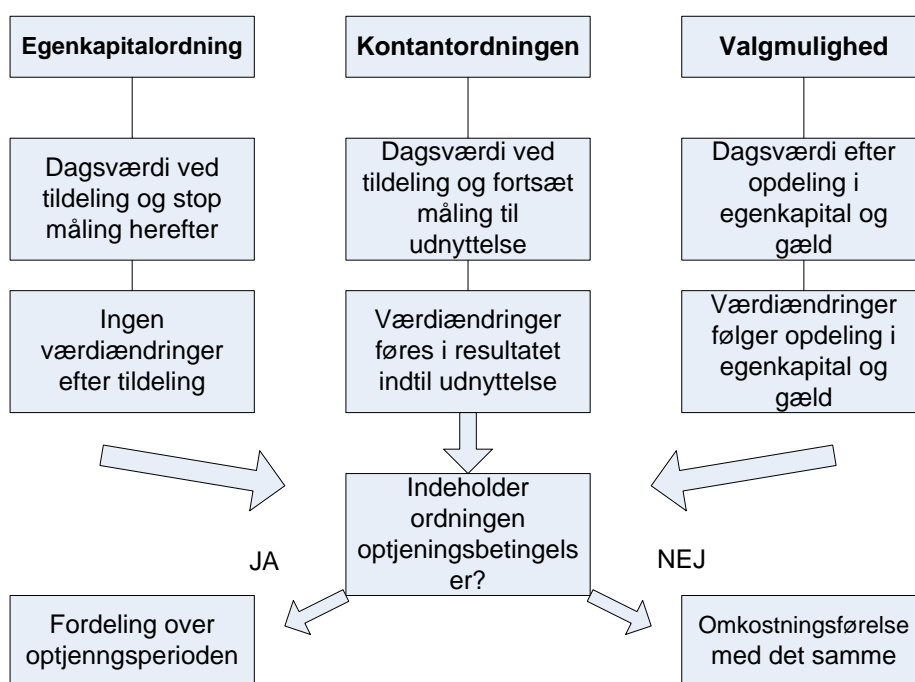 Egenkapitalordning
Kontantordningen
Valgmulighed
Dagsværdi ved
tildeling og stop
måling herefter
Dagsværdi ved
tildeling og fortsæt
måling til
udnyttelse
Dagsværdi efter
opdeling i
egenkapital og
gæld
Ingen
værdiændringer
efter tildeling
Værdiændringer
føres i resultatet
indtil udnyttelse
Værdiændringer
følger opdeling i
egenkapital og
gæld
Indeholder
ordningen
optjeningsbetingels
er?
JA
NEJ
Fordeling over
optjenngsperioden
Omkostningsførelse
med det samme